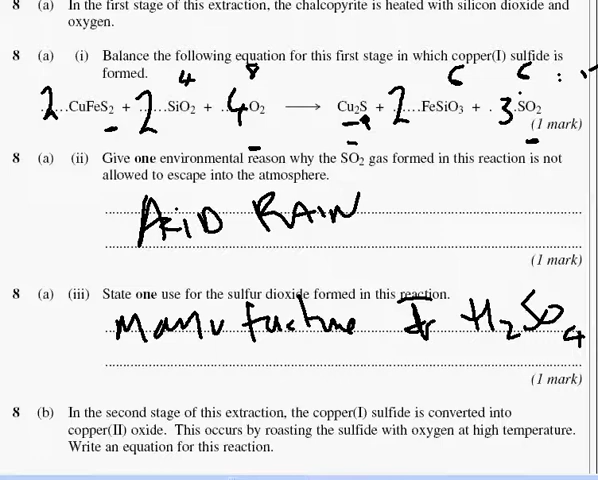 8 (a) In the first stage of this extraction, the chalcopyrite is heated with silicon dioxide and
oxygen.
8 (a) (i) Balance the following equation for this first stage in which copper(I) sulfide is
formed.
4 8 6 6 :
2...CuFeS₂ + 2...SiO₂ + .4.O₂ ⟶ Cu₂S + 2....FeSiO₃ + .3.SO₂
(1 mark)
8 (a) (ii) Give one environmental reason why the SO₂ gas formed in this reaction is not
allowed to escape into the atmosphere.
ACID RAIN
(1 mark)
8 (a) (iii) State one use for the sulfur dioxide formed in this reaction.
Manufacture H₂SO₄
(1 mark)
8 (b) In the second stage of this extraction, the copper(I) sulfide is converted into
copper(II) oxide. This occurs by roasting the sulfide with oxygen at high temperature.
Write an equation for this reaction.